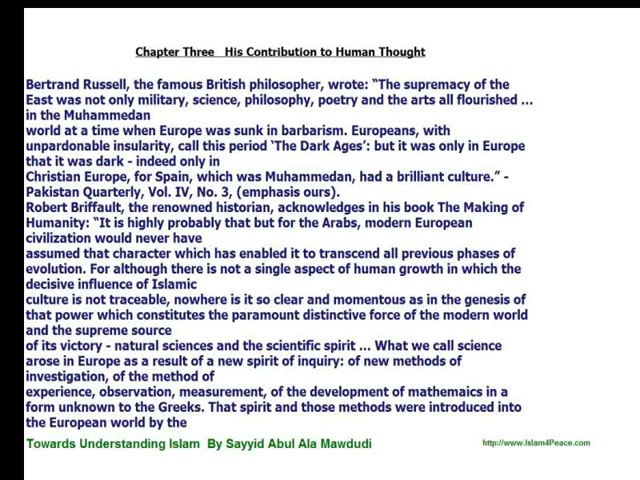 Chapter Three   His Contribution to Human Thought
Bertrand Russell, the famous British philosopher, wrote: “The supremacy of the
East was not only military, science, philosophy, poetry and the arts all flourished ...
in the Muhammedan
world at a time when Europe was sunk in barbarism. Europeans, with
unpardonable insularity, call this period ‘The Dark Ages’: but it was only in Europe
that it was dark - indeed only in
Christian Europe, for Spain, which was Muhammedan, had a brilliant culture.” -
Pakistan Quarterly, Vol. IV, No. 3, (emphasis ours).
Robert Briffault, the renowned historian, acknowledges in his book The Making of
Humanity: “It is highly probably that but for the Arabs, modern European
civilization would never have
assumed that character which has enabled it to transcend all previous phases of
evolution. For although there is not a single aspect of human growth in which the
decisive influence of Islamic
culture is not traceable, nowhere is it so clear and momentous as in the genesis of
that power which constitutes the paramount distinctive force of the modern world
and the supreme source
of its victory - natural sciences and the scientific spirit ... What we call science
arose in Europe as a result of a new spirit of inquiry: of new methods of
investigation, of the method of
experience, observation, measurement, of the development of mathemaics in a
form unknown to the Greeks. That spirit and those methods were introduced into
the European world by the
Towards Understanding Islam  By Sayyid Abul Ala Mawdudi
http://www.Islam4Peace.com